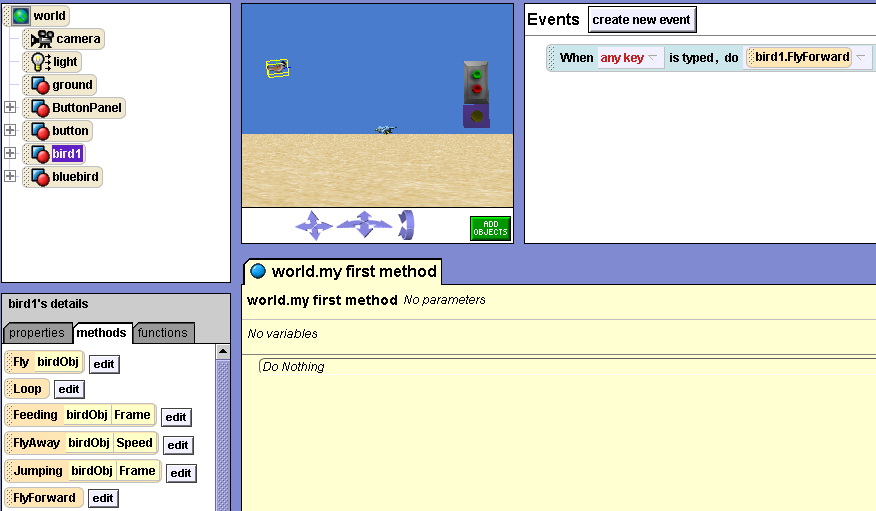 world
camera
light
ground
ButtonPanel
button
bird1
bluebird
ADD
OBJECTS
Events create new event
When any key is typed, do bird1.FlyForward
bird1's details
properties methods functions
Fly birdObj edit
Loop edit
Feeding birdObj Frame edit
FlyAway birdObj Speed edit
Jumping birdObj Frame edit
FlyForward edit
world.my first method
world.my first method No parameters
No variables
Do Nothing